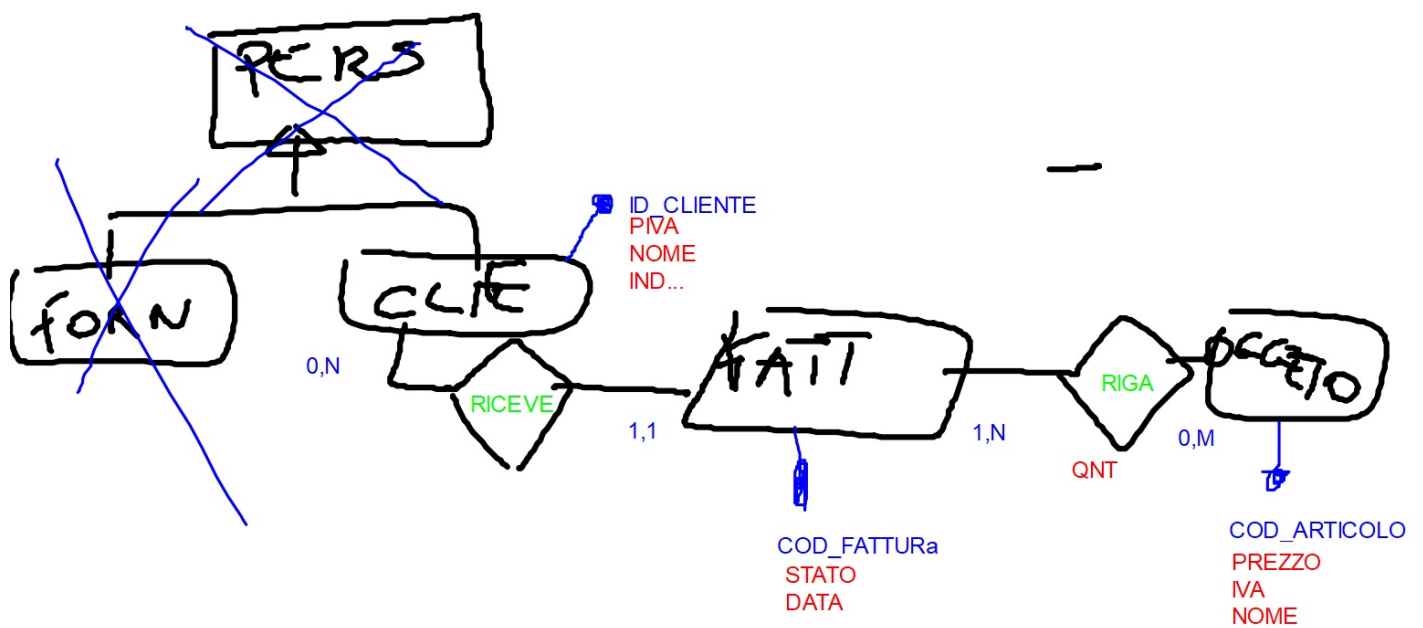 PERS
ID_CLIENTE
PIVA
NOME
IND...
FORN
CLIE
0,N
RICEVE
1,1
FATT
1,N
RIGA
QNT
0,M
OGGETO
COD_FATTURa
STATO
DATA
COD_ARTICOLO
PREZZO
IVA
NOME